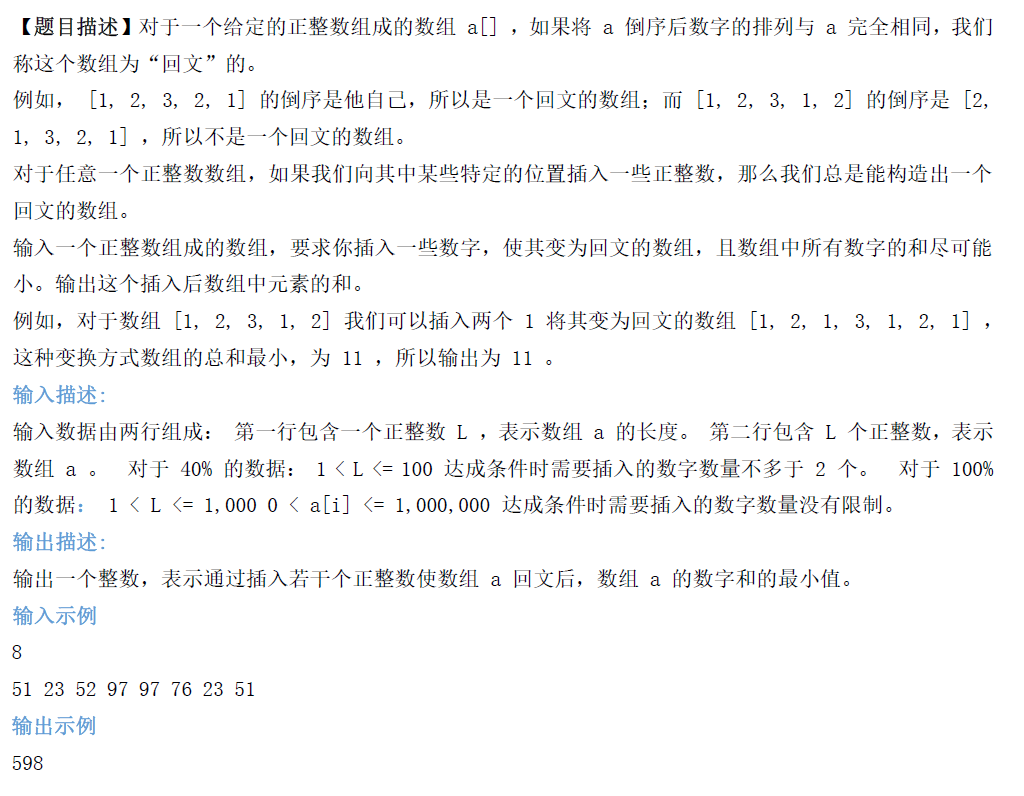 【题目描述】对于一个给定的正整数组成的数组 a[] ，如果将 a 倒序后数字的排列与 a 完全相同，我们
称这个数组为“回文”的。
例如， [1, 2, 3, 2, 1] 的倒序是他自己，所以是一个回文的数组；而 [1, 2, 3, 1, 2] 的倒序是 [2,
1, 3, 2, 1] ，所以不是一个回文的数组。
对于任意一个正整数数组，如果我们向其中某些特定的位置插入一些正整数，那么我们总是能构造出一个
回文的数组。
输入一个正整数组成的数组，要求你插入一些数字，使其变为回文的数组，且数组中所有数字的和尽可能
小。输出这个插入后数组中元素的和。
例如，对于数组 [1, 2, 3, 1, 2] 我们可以插入两个 1 将其变为回文的数组 [1, 2, 1, 3, 1, 2, 1] ，
这种变换方式数组的总和最小，为 11 ，所以输出为 11 。
输入描述:
输入数据由两行组成： 第一行包含一个正整数 L ，表示数组 a 的长度。 第二行包含 L 个正整数，表示
数组 a 。 对于 40% 的数据： 1 < L <= 100 达成条件时需要插入的数字数量不多于 2 个。 对于 100%
的数据： 1 < L <= 1,000 0 < a[i] <= 1,000,000 达成条件时需要插入的数字数量没有限制。
输出描述:
输出一个整数，表示通过插入若干个正整数使数组 a 回文后，数组 a 的数字和的最小值。
输入示例
8
51 23 52 97 97 76 23 51
输出示例
598